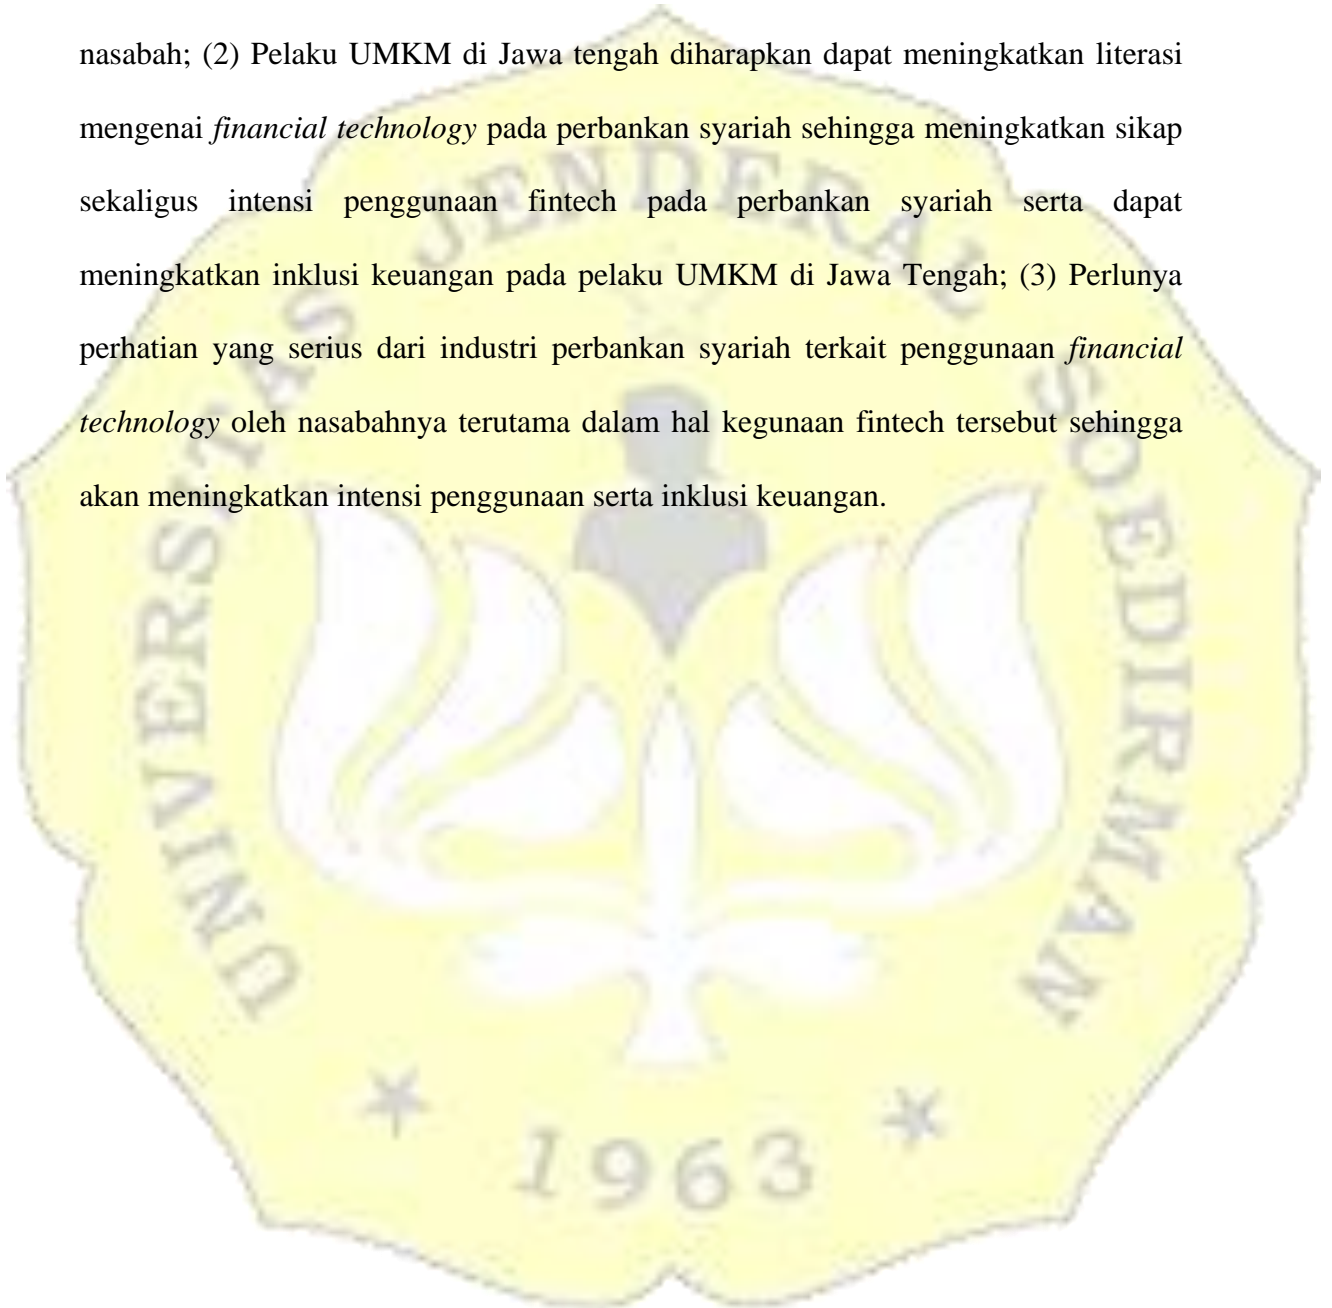 nasabah; (2) Pelaku UMKM di Jawa tengah diharapkan dapat meningkatkan literasi
mengenai financial technology pada perbankan syariah sehingga meningkatkan sikap
sekaligus intensi penggunaan fintech pada perbankan syariah serta dapat
meningkatkan inklusi keuangan pada pelaku UMKM di Jawa Tengah; (3) Perlunya
perhatian yang serius dari industri perbankan syariah terkait penggunaan financial
technology oleh nasabahnya terutama dalam hal kegunaan fintech tersebut sehingga
akan meningkatkan intensi penggunaan serta inklusi keuangan.
UNIVERSITAS JENDERAL SOEDIRMAN
1963